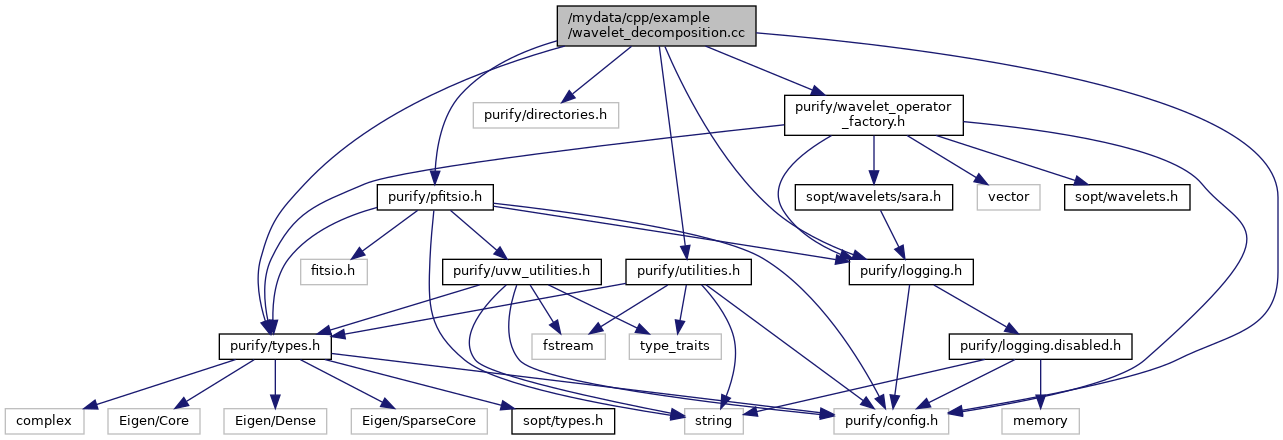 /mydata/cpp/example
/wavelet_decomposition.cc
purify/directories.h
purify/wavelet_operator
_factory.h
purify/pfitsio.h
sopt/wavelets/sara.h
vector
sopt/wavelets.h
fitsio.h
purify/uvw_utilities.h
purify/utilities.h
purify/logging.h
purify/types.h
fstream
type_traits
purify/logging.disabled.h
complex
Eigen/Core
Eigen/Dense
Eigen/SparseCore
sopt/types.h
string
purify/config.h
memory